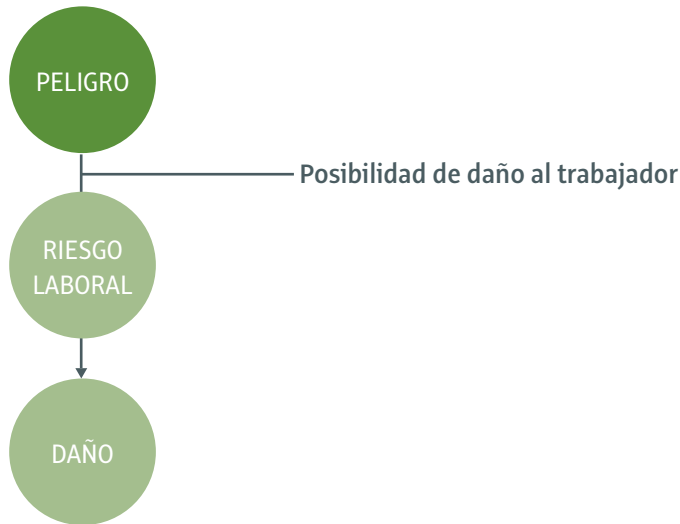 PELIGRO
Posibilidad de daño al trabajador
RIESGO
LABORAL
DAÑO